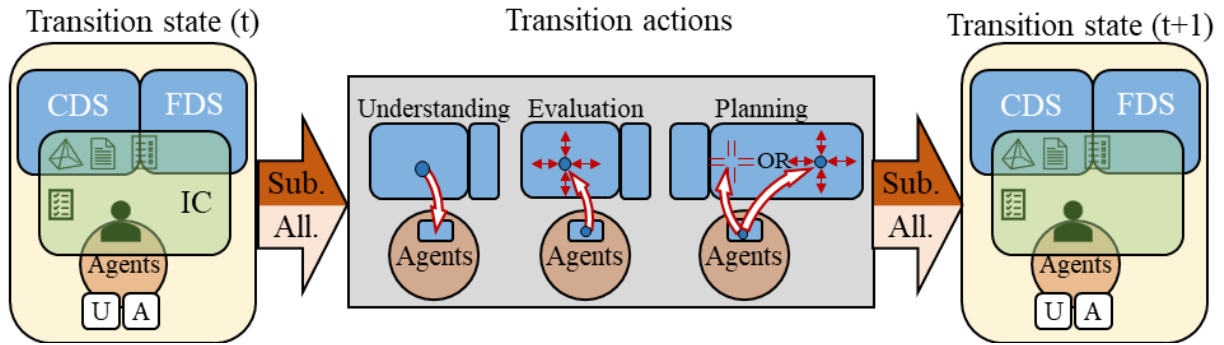 Transition state (t)
CDS
FDS
IC
Agents
U
A
Sub.
All.
Transition actions
Understanding
Evaluation
Planning
OR
Agents
Agents
Agents
Sub.
All.
Transition state (t+1)
CDS
FDS
IC
Agents
U
A